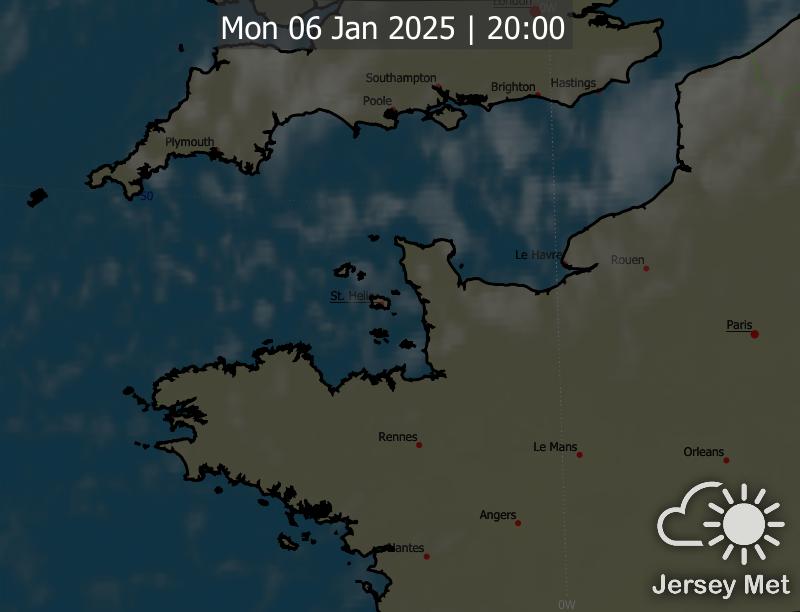 London
0W
Mon 06 Jan 2025 | 20:00
Southampton
Brighton
Hastings
Poole
Plymouth
50
Le Havre
Rouen
St. Heli
Paris
Rennes
Le Mans
Orleans
Angers
Nantes
Jersey Met
0W